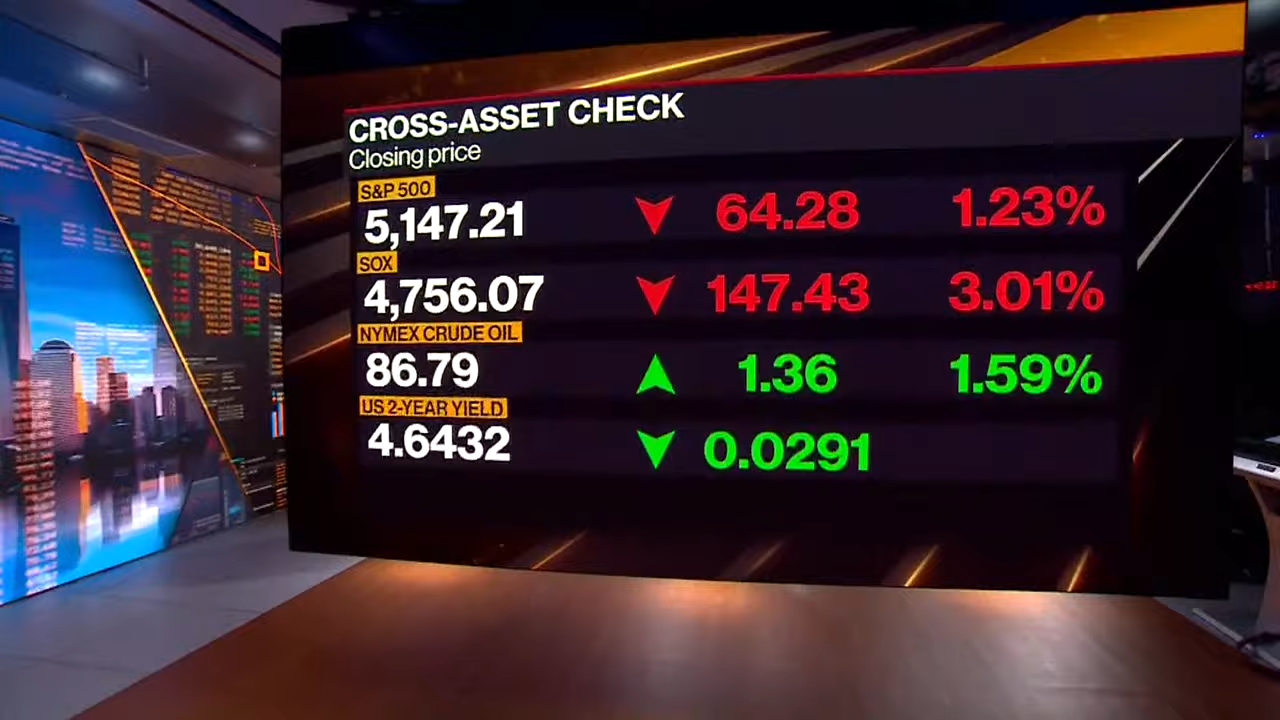 CROSS-ASSET CHECK
Closing price
S&P 500
5,147.21 64.28 1.23%
SOX
4,756.07 147.43 3.01%
NYMEX CRUDE OIL
86.79 1.36 1.59%
US 2-YEAR YIELD
4.6432 0.0291